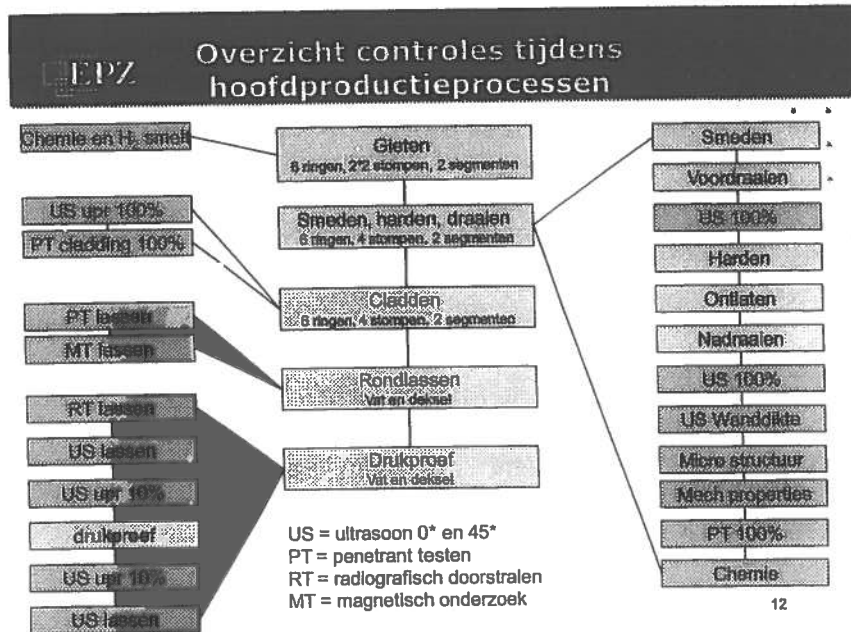 EPZ
Overzicht controles tijdens
hoofdproductieprocessen
Chemie en H₂ smelt
US upr 100%
PT cladding 100%
PT lassen
MT lassen
RT lassen
US lassen
US upr 10%
drukproef
US upr 10%
US lassen
Gieten
6 ringen, 2*2 stompen, 2 segmenten
Smeden, harden, draaien
6 ringen, 4 stompen, 2 segmenten
Cladden
6 ringen, 4 stompen, 2 segmenten
Rondlassen
Vat en deksel
Drukproef
Vat en deksel
US = ultrasoon 0* en 45*
PT = penetrant testen
RT = radiografisch doorstralen
MT = magnetisch onderzoek
Smeden
Voordraaien
US 100%
Harden
Ontlaten
Nadraaien
US 100%
US Wanddikte
Micro structuur
Mech properties
PT 100%
Chemie
12